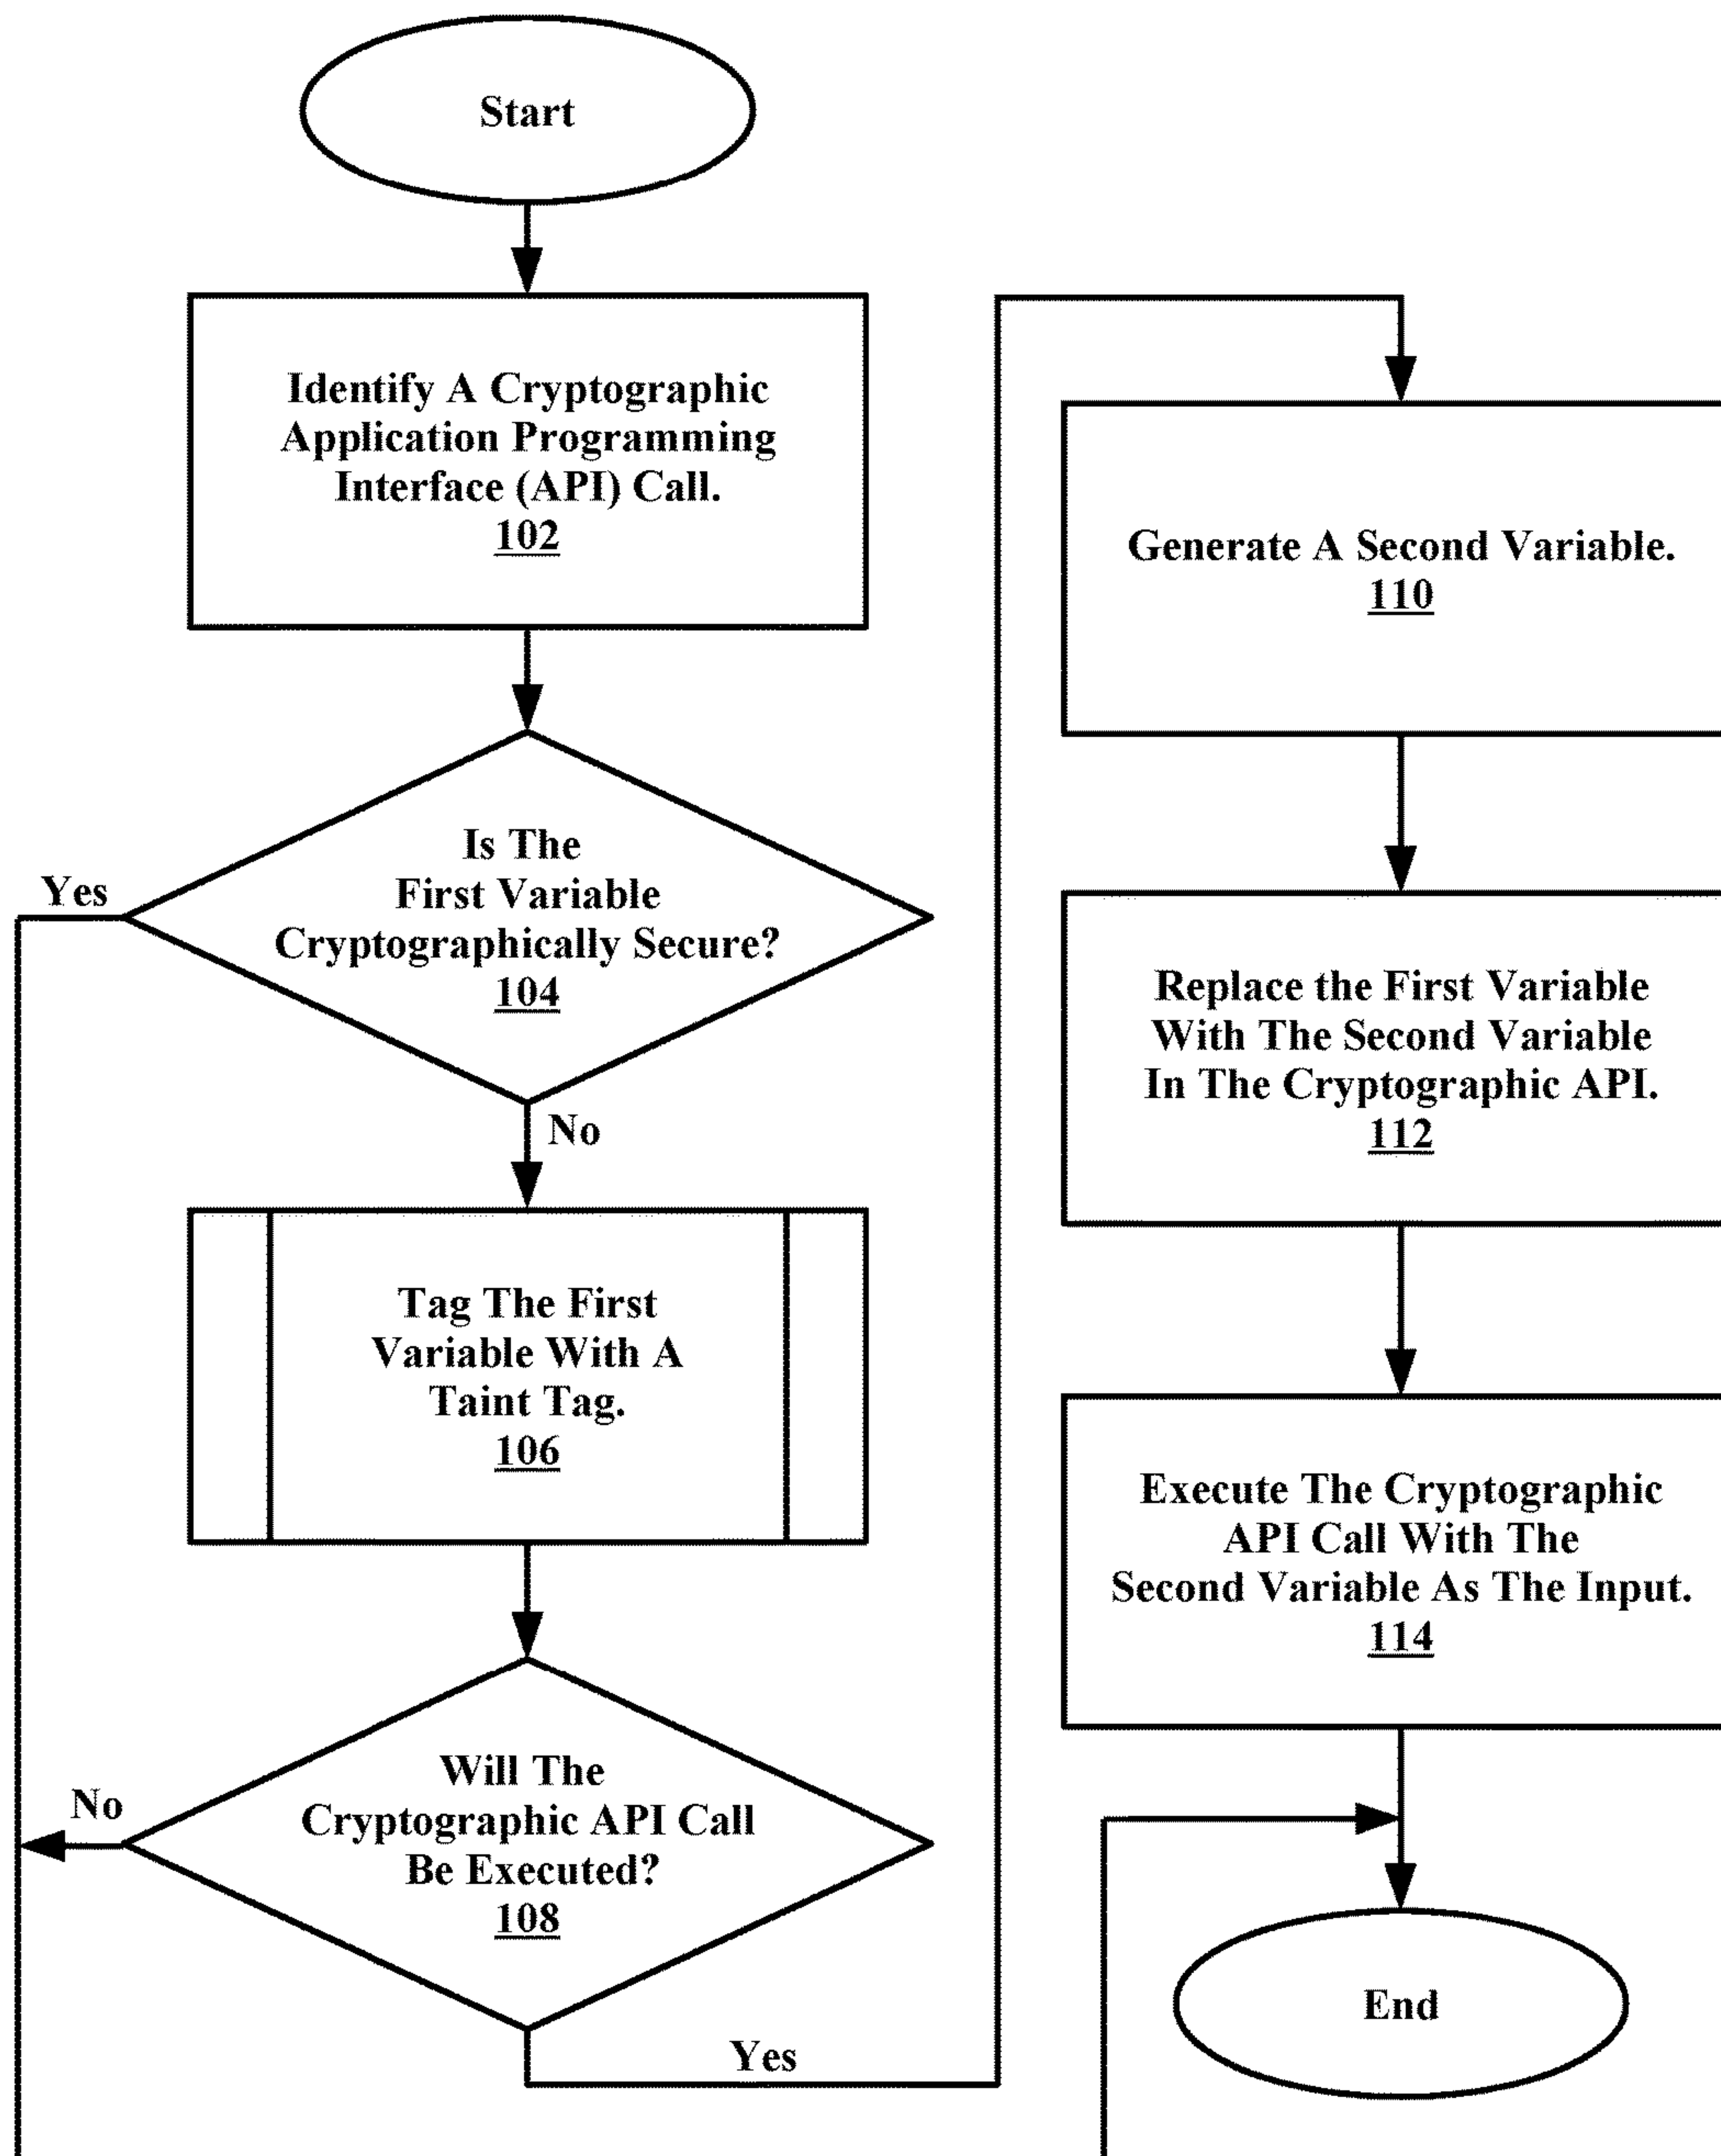 Start
Identify A Cryptographic
Application Programming
Interface (API) Call.
102
Is The
First Variable
Cryptographically Secure?
104
Yes
No
Tag The First
Variable With A
Taint Tag.
106
Will The
Cryptographic API Call
Be Executed?
108
No
Yes
Generate A Second Variable.
110
Replace the First Variable
With The Second Variable
In The Cryptographic API.
112
Execute The Cryptographic
API Call With The
Second Variable As The Input.
114
End